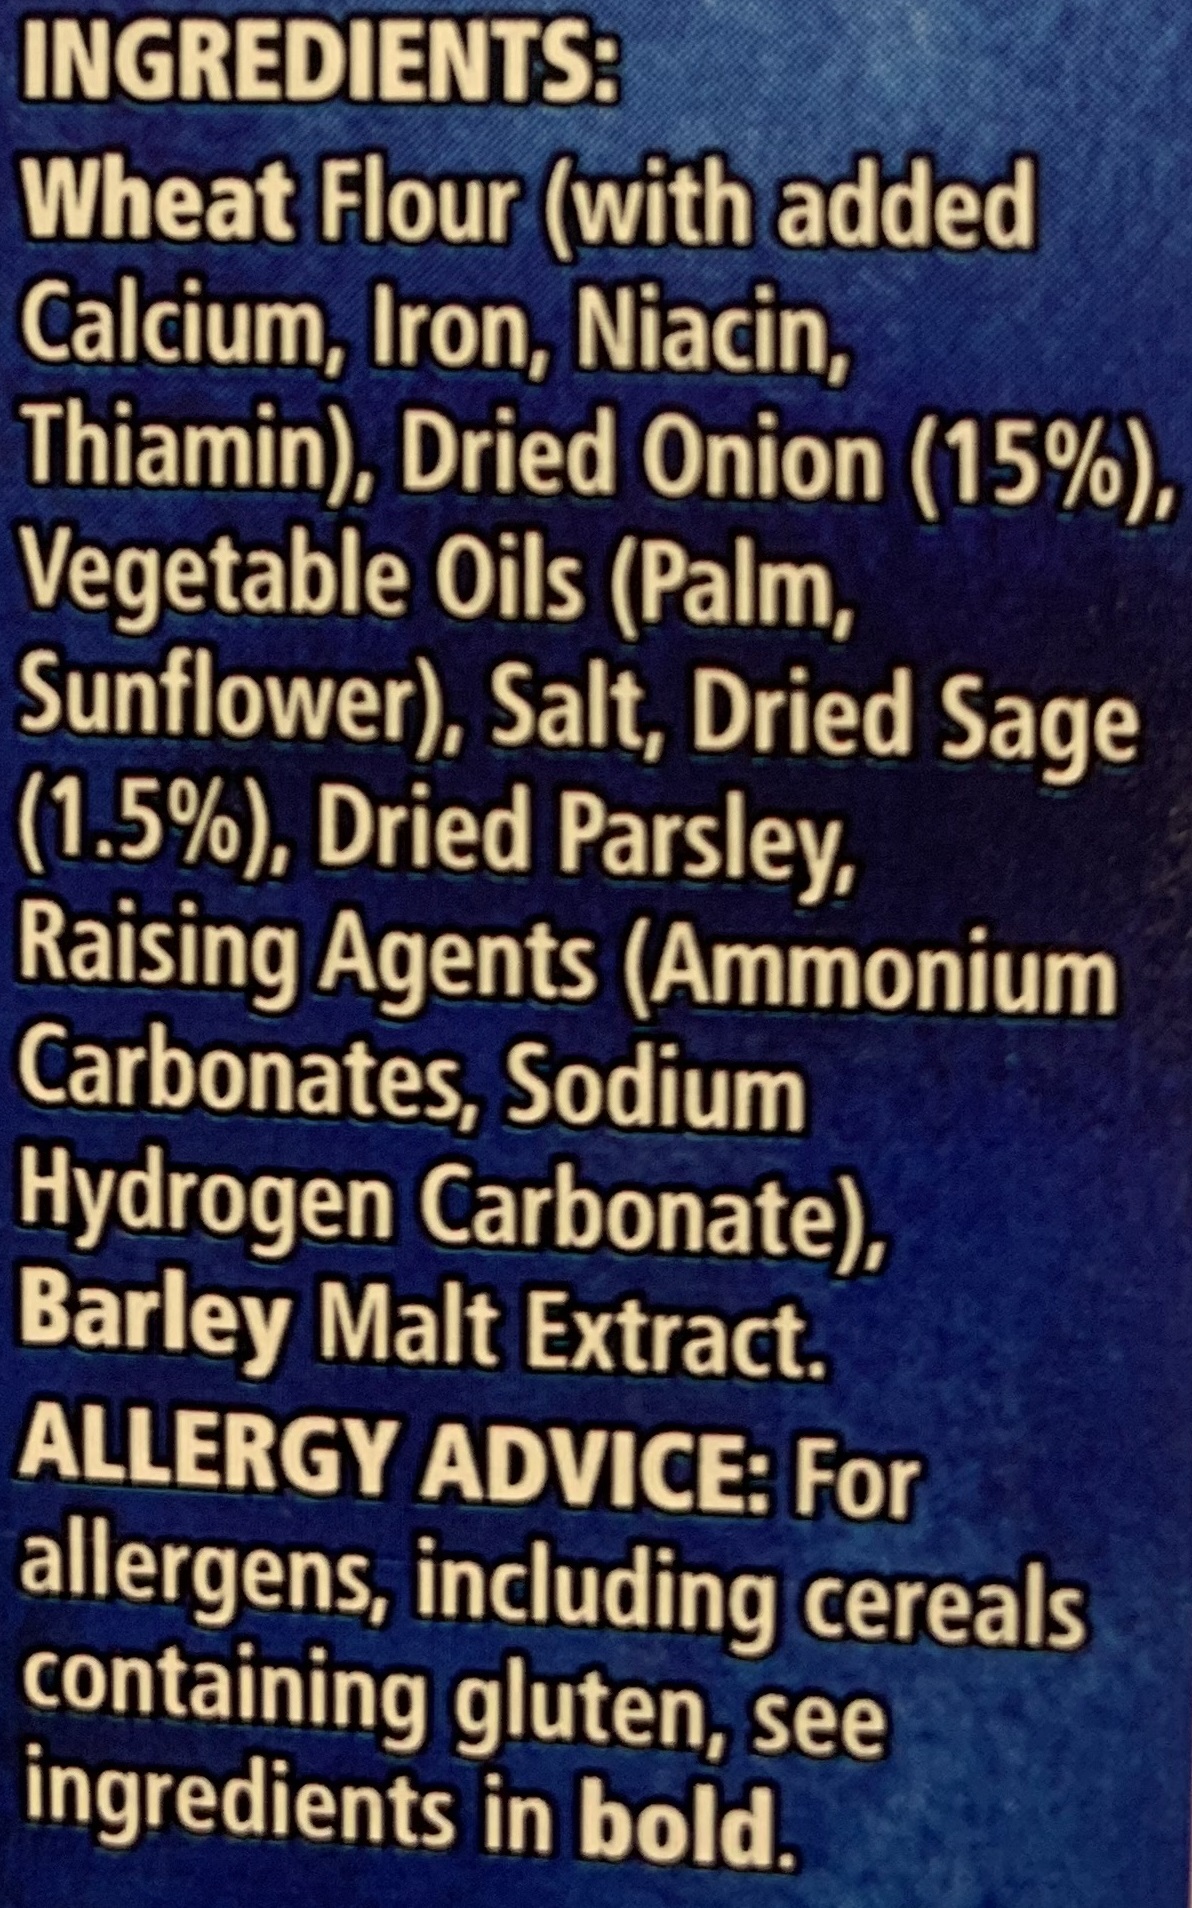 INGREDIENTS:
Wheat Flour (with added
Calcium, Iron, Niacin,
Thiamin), Dried Onion (15%),
Vegetable Oils (Palm,
Sunflower), Salt, Dried Sage
(1.5%), Dried Parsley,
Raising Agents (Ammonium
Carbonates, Sodium
Hydrogen Carbonate),
Barley Malt Extract.
ALLERGY ADVICE: For
allergens, including cereals
containing gluten, see
ingredients in bold.